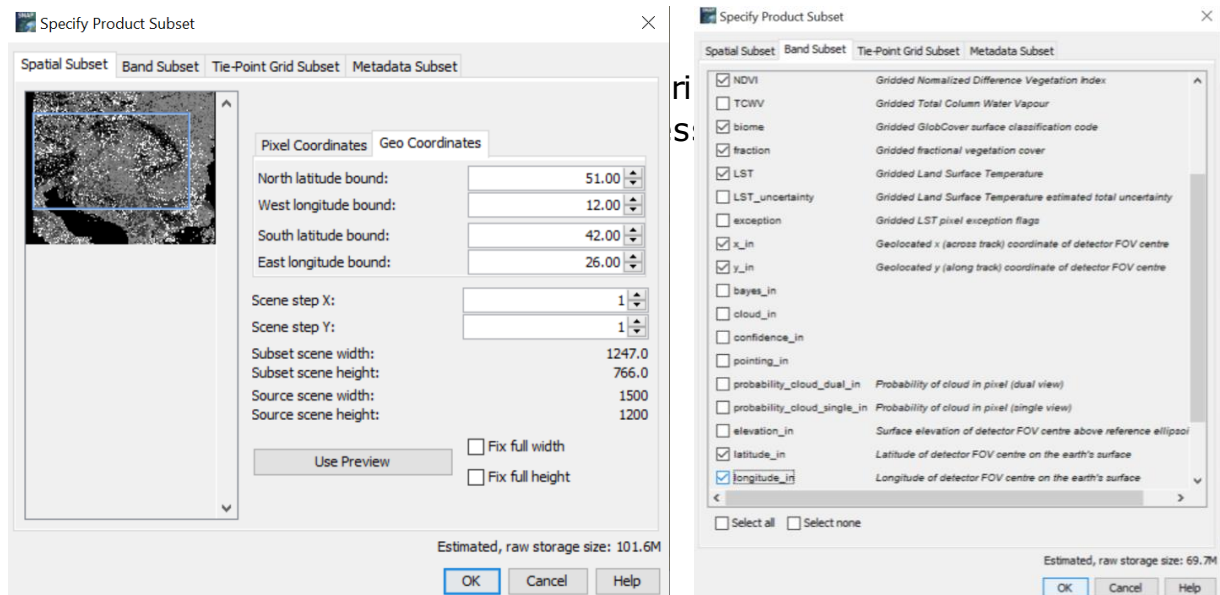 Specify Product Subset
Spatial Subset Band Subset Tie-Point Grid Subset Metadata Subset
Pixel Coordinates Geo Coordinates
North latitude bound: 51.00
West longitude bound: 12.00
South latitude bound: 42.00
East longitude bound: 26.00
Scene step X: 1
Scene step Y: 1
Subset scene width: 1247.0
Subset scene height: 766.0
Source scene width: 1500
Source scene height: 1200
Use Preview
Fix full width
Fix full height
Estimated, raw storage size: 101.6M
OK Cancel Help
ri
Specify Product Subset
Spatial Subset Band Subset Tie-Point Grid Subset Metadata Subset
NDVI Gridded Normalized Difference Vegetation Index
TCWV Gridded Total Column Water Vapour
biome Gridded GlobCover surface classification code
fraction Gridded fractional vegetation cover
LST Gridded Land Surface Temperature
LST_uncertainty Gridded Land Surface Temperature estimated total uncertainty
exception Gridded LST pixel exception flags
x_in Geolocated x (across track) coordinate of detector FOV centre
y_in Geolocated y (along track) coordinate of detector FOV centre
bayes_in
cloud_in
confidence_in
pointing_in
probability_cloud_dual_in Probability of cloud in pixel (dual view)
probability_cloud_single_in Probability of cloud in pixel (single view)
elevation_in Surface elevation of detector FOV centre above reference ellipsoi
latitude_in Latitude of detector FOV centre on the earth's surface
longitude_in Longitude of detector FOV centre on the earth's surface
Select all Select none
Estimated, raw storage size: 69.7M
OK Cancel Help